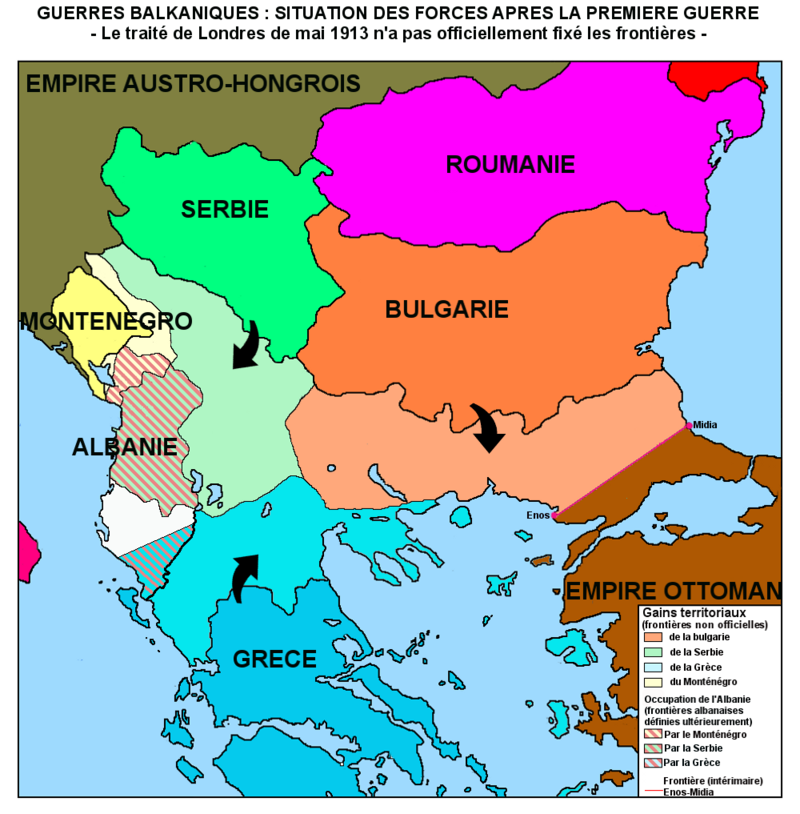 GUERRES BALKANIQUES : SITUATION DES FORCES APRES LA PREMIERE GUERRE
- Le traité de Londres de mai 1913 n'a pas officiellement fixé les frontières -
EMPIRE AUSTRO-HONGROIS
ROUMANIE
SERBIE
BULGARIE
MONTENEGRO
Midia
ALBANIE
Enos
EMPIRE OTTOMAN
GRECE
Gains territoriaux
(frontières non officielles)
de la bulgarie
de la Serbie
de la Grèce
du Monténégro
Occupation de l'Albanie
(frontières albanaises
définies ultérieurement)
Par le Monténégro
Par la Serbie
Par la Grèce
Frontière (intérimaire)
Enos-Midia